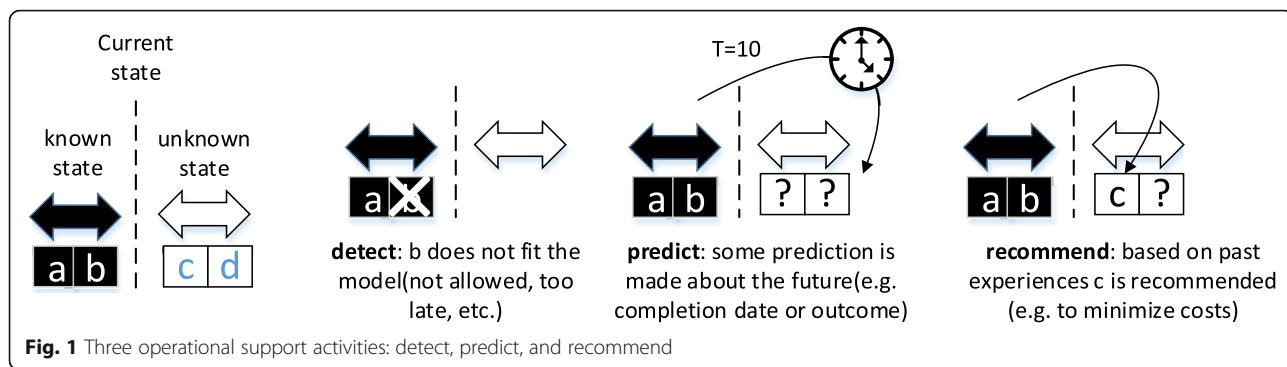 Current
state
known
state
unknown
state
a b
c d
a b
detect: b does not fit the
model(not allowed, too
late, etc.)
T=10
a b
? ?
predict: some prediction is
made about the future(e.g.
completion date or outcome)
a b
c ?
recommend: based on past
experiences c is recommended
(e.g. to minimize costs)
Fig. 1 Three operational support activities: detect, predict, and recommend